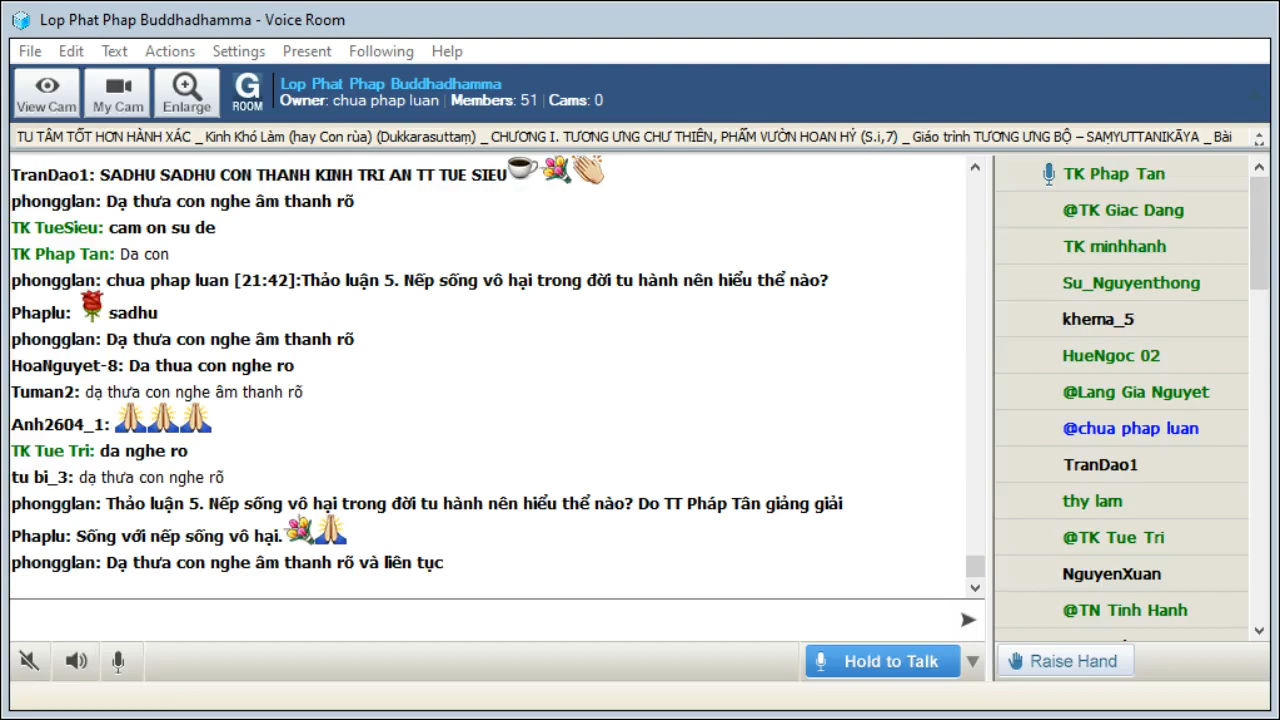 Lop Phat Phap Buddhadhamma - Voice Room
File Edit Text Actions Settings Present Following Help
View Cam
My Cam
Enlarge
G ROOM
Lop Phat Phap Buddhadhamma
Owner: chua phap luan | Members: 51 | Cams: 0
TU TÂM TỐT HƠN HÀNH XÁC _ Kinh Khó Làm (hay Con rùa) (Dukkarasuttaṃ) _ CHƯƠNG I. TƯƠNG ƯNG CHƯ THIÊN, PHẨM VƯỜN HOAN HỶ (S.i,7) _ Giáo trình TƯƠNG ƯNG BỘ – SAṂYUTTANIKĀYA _ Bài
TranDao1: SADHU SADHU CON THANH KINH TRI AN TT TUE SIEU
phongglan: Dạ thưa con nghe âm thanh rõ
TK TueSieu: cam on su de
TK Phap Tan: Da con
phongglan: chua phap luan [21:42]:Thảo luận 5. Nếp sống vô hại trong đời tu hành nên hiểu thể nào?
Phaplu: sadhu
phongglan: Dạ thưa con nghe âm thanh rõ
HoaNguyet-8: Da thua con nghe ro
Tuman2: dạ thưa con nghe âm thanh rõ
Anh2604_1:
TK Tue Tri: da nghe ro
tu bi_3: dạ thưa con nghe rõ
phongglan: Thảo luận 5. Nếp sống vô hại trong đời tu hành nên hiểu thể nào? Do TT Pháp Tân giảng giải
Phaplu: Sống với nếp sống vô hại.
phongglan: Dạ thưa con nghe âm thanh rõ và liên tục
TK Phap Tan
@TK Giac Dang
TK minhhanh
Su_Nguyenthong
khema_5
HueNgoc 02
@Lang Gia Nguyet
@chua phap luan
TranDao1
thy lam
@TK Tue Tri
NguyenXuan
@TN Tinh Hanh
Hold to Talk
Raise Hand